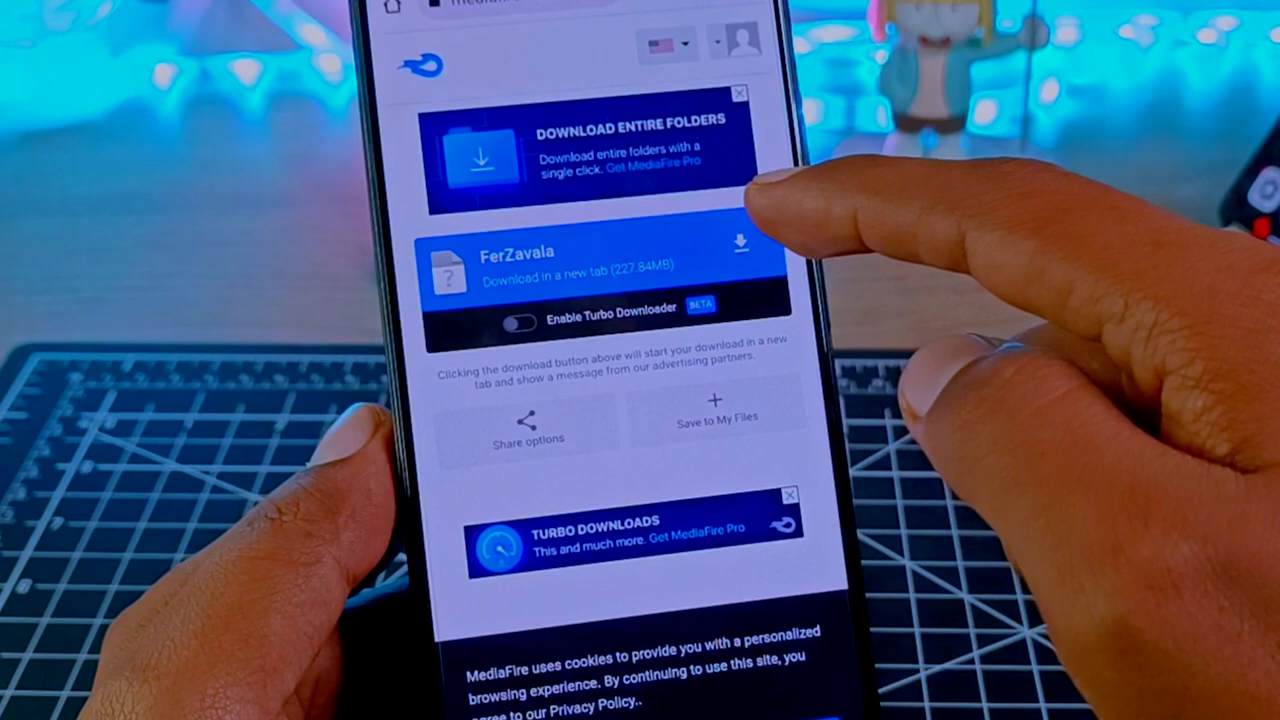 DOWNLOAD ENTIRE FOLDERS
Download entire folders with a
single click. Get MediaFire Pro
FerZavala
Download in a new tab (227.84MB)
Enable Turbo Downloader BETA
Clicking the download button above will start your download in a new
tab and show a message from our advertising partners.
Share options
Save to My Files
TURBO DOWNLOADS
This and much more. Get MediaFire Pro
MediaFire uses cookies to provide you with a personalized
browsing experience. By continuing to use this site, you
agree to our Privacy Policy..